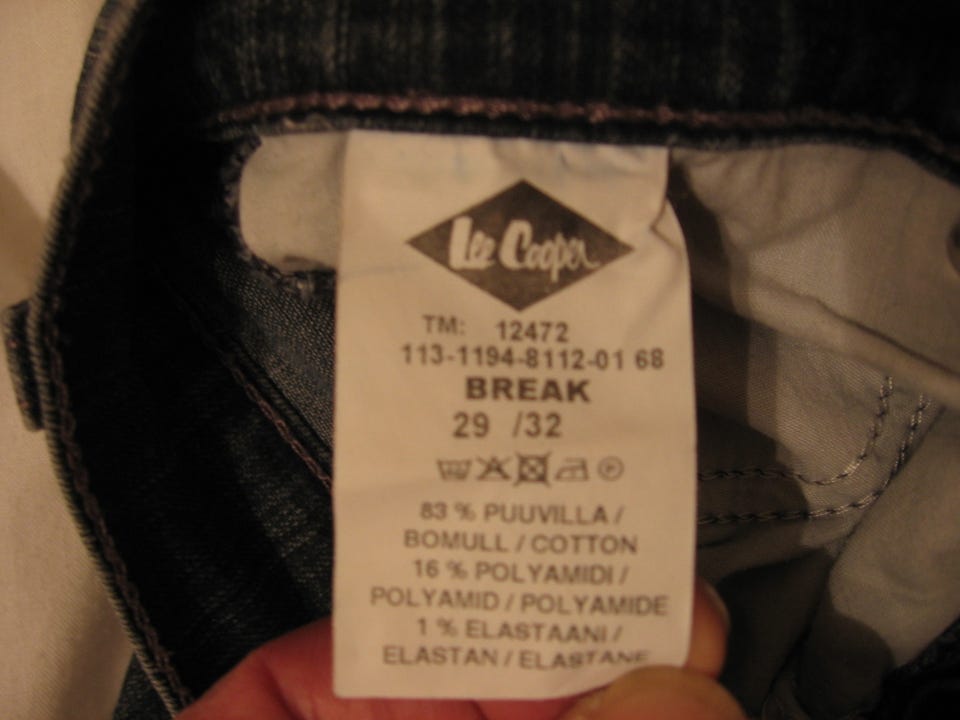 Lee Cooper
TM: 12472
113-1194-8112-01 68
BREAK
29 /32
83 % PUUVILLA /
BOMULL / COTTON
16 % POLYAMIDI /
POLYAMID / POLYAMIDE
1 % ELASTAANI /
ELASTAN / ELASTANE